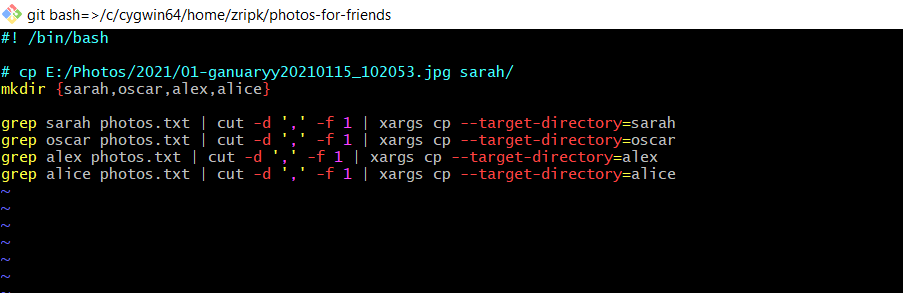 git bash=>/c/cygwin64/home/zripk/photos-for-friends
#! /bin/bash
# cp E:/Photos/2021/01-ganuaryy20210115_102053.jpg sarah/
mkdir {sarah,oscar,alex,alice}
grep sarah photos.txt | cut -d ',' -f 1 | xargs cp --target-directory=sarah
grep oscar photos.txt | cut -d ',' -f 1 | xargs cp --target-directory=oscar
grep alex photos.txt | cut -d ',' -f 1 | xargs cp --target-directory=alex
grep alice photos.txt | cut -d ',' -f 1 | xargs cp --target-directory=alice
~
~
~
~
~
~
~